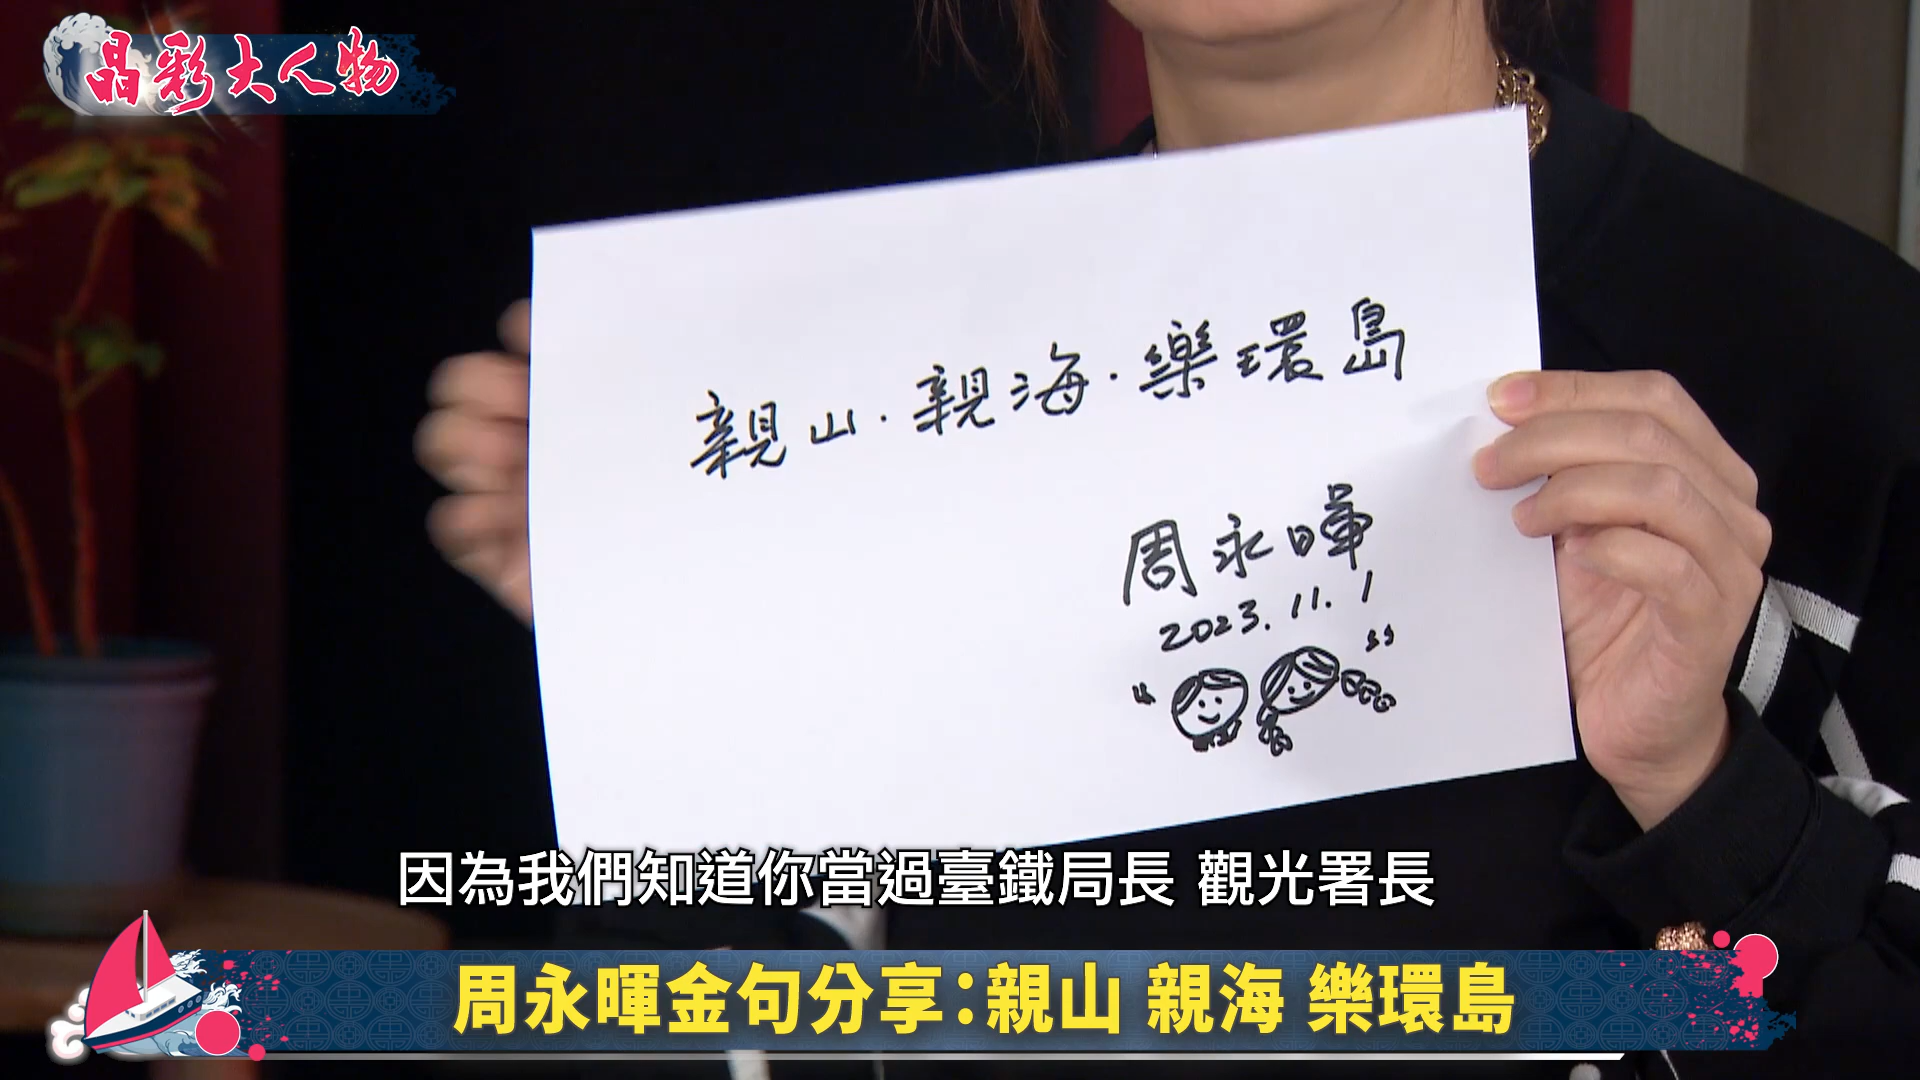 晶彩大人物
親山·親海·樂環島
周永暉
2023.11.1
因為我們知道你當過臺鐵局長 觀光署長
周永暉金句分享：親山 親海 樂環島